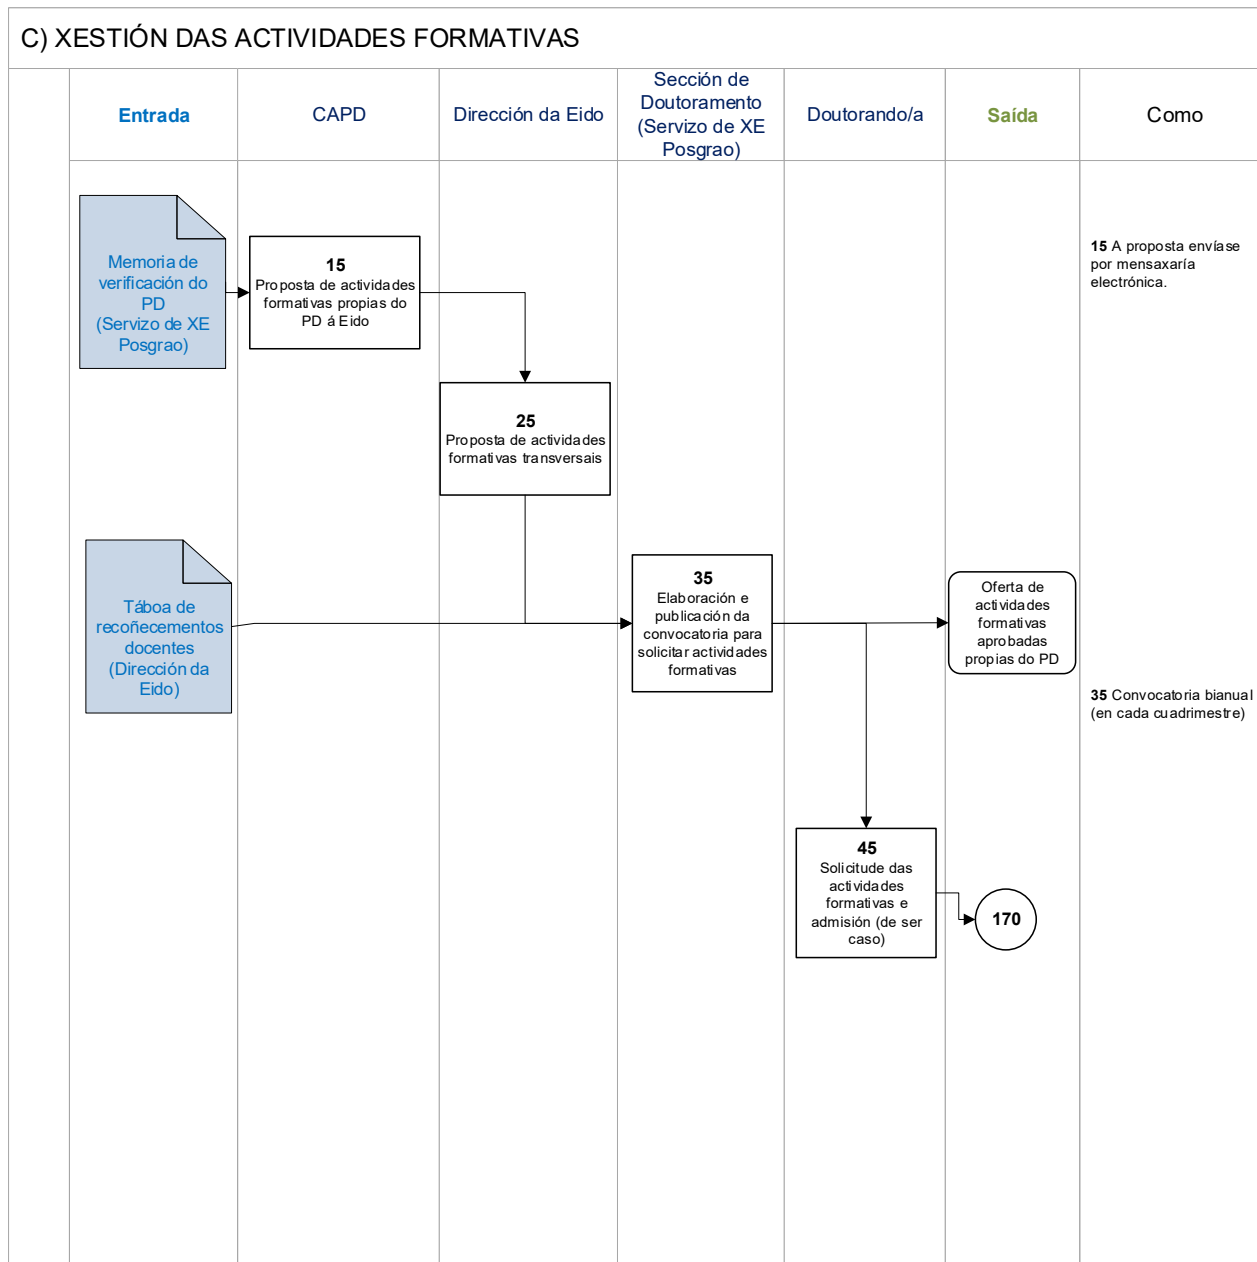 C) XESTIÓN DAS ACTIVIDADES FORMATIVAS
Entrada
CAPD
Dirección da Eido
Sección de
Doutoramento
(Servizo de XE
Posgrao)
Doutorando/a
Saída
Como
Memoria de
verificación do
PD
(Servizo de XE
Posgrao)
15
Proposta de actividades
formativas propias do
PD á Eido
15 A proposta envíase
por mensaxaría
electrónica.
25
Proposta de actividades
formativas transversais
Táboa de
recoñecementos
docentes
(Dirección da
Eido)
35
Elaboración e
publicación da
convocatoria para
solicitar actividades
formativas
Oferta de
actividades
formativas
aprobadas
propias do PD
35 Convocatoria bianual
(en cada cuadrimestre)
45
Solicitude das
actividades
formativas e
admisión (de ser
caso)
170